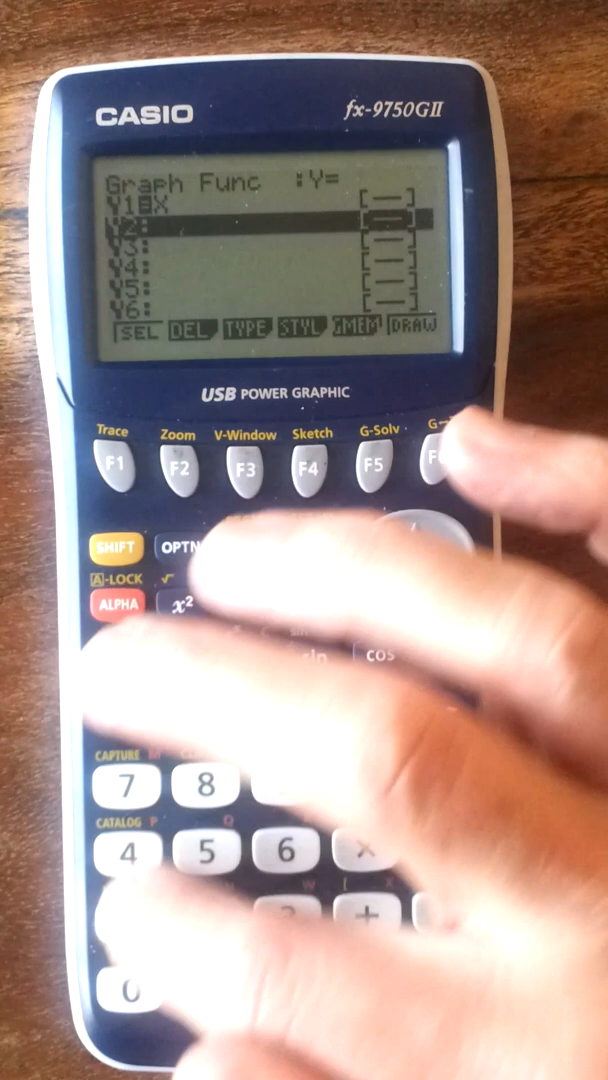 CASIO fx-9750GII
Graph Func :Y=
Y1=X [—]
Y2: [—]
Y3: [—]
Y4: [—]
Y5: [—]
Y6: [—]
SEL DEL TYPE STYL GMEM DRAW
USB POWER GRAPHIC
Trace Zoom V-Window Sketch G-Solv
F1 F2 F3 F4 F5
SHIFT OPTN
A-LOCK √
ALPHA x²
cos
CAPTURE
7 8
CATALOG P Q
4 5 6 ×
W [ X
+
0